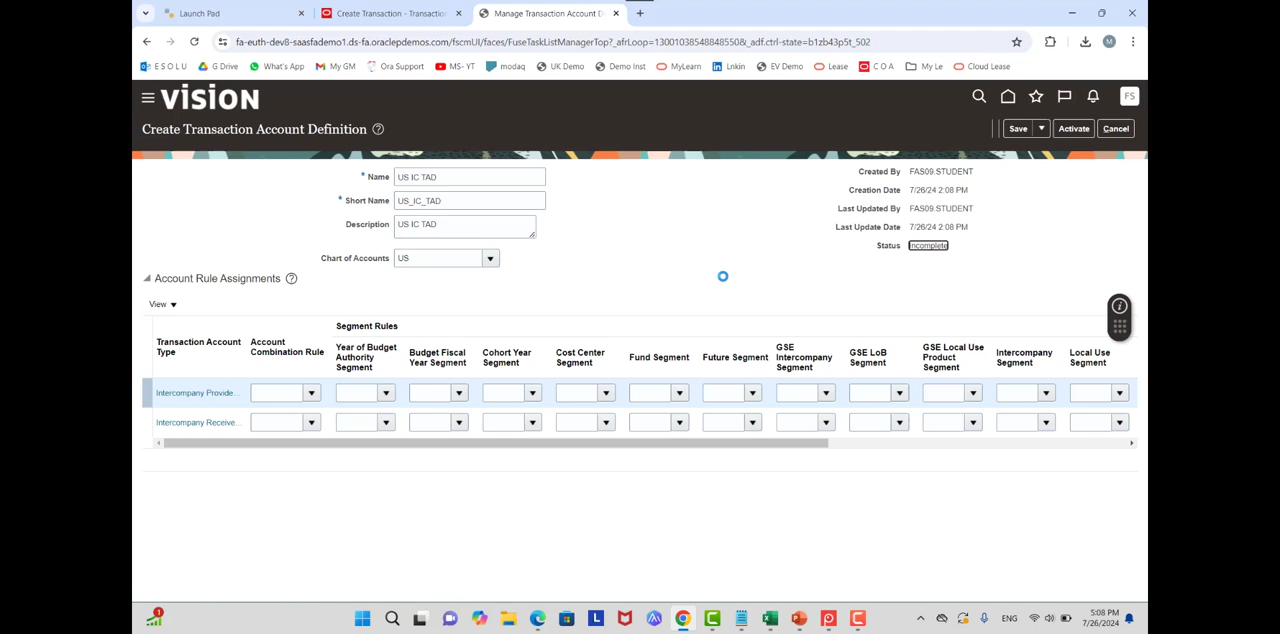 Launch Pad
Create Transaction - Transactio
Manage Transaction Account D
fa-euth-dev8-saasfademo1.ds-fa.oraclepdemos.com/fscmUI/faces/FuseTaskListManagerTop?_afrLoop=13001038548848550&_adf.ctrl-state=b1zb43p5t_502
M
E S O L U
G Drive
What's App
My GM
Ora Support
MS- YT
modaq
UK Demo
Demo Inst
MyLearn
Lnkin
EV Demo
Lease
C O A
My Le
Cloud Lease
VISION
FS
Create Transaction Account Definition
Save
Activate
Cancel
* Name US IC TAD
* Short Name US_IC_TAD
Description US IC TAD
Chart of Accounts US
Created By FAS09.STUDENT
Creation Date 7/26/24 2:08 PM
Last Updated By FAS09.STUDENT
Last Update Date 7/26/24 2:08 PM
Status Incomplete
Account Rule Assignments
View
Transaction Account Type
Account Combination Rule
Segment Rules
Year of Budget Authority Segment
Budget Fiscal Year Segment
Cohort Year Segment
Cost Center Segment
Fund Segment
Future Segment
GSE Intercompany Segment
GSE LoB Segment
GSE Local Use Product Segment
Intercompany Segment
Local Use Segment
Intercompany Provide...
Intercompany Receive...
1
L
ENG
5:08 PM
7/26/2024